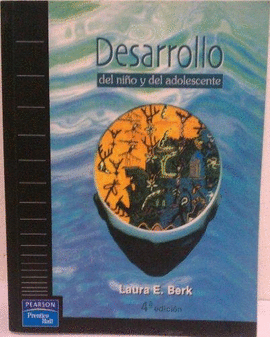 Desarrollo
del niño y del adolescente
Laura E. Berk
4ª edición
PEARSON
Prentice
Hall